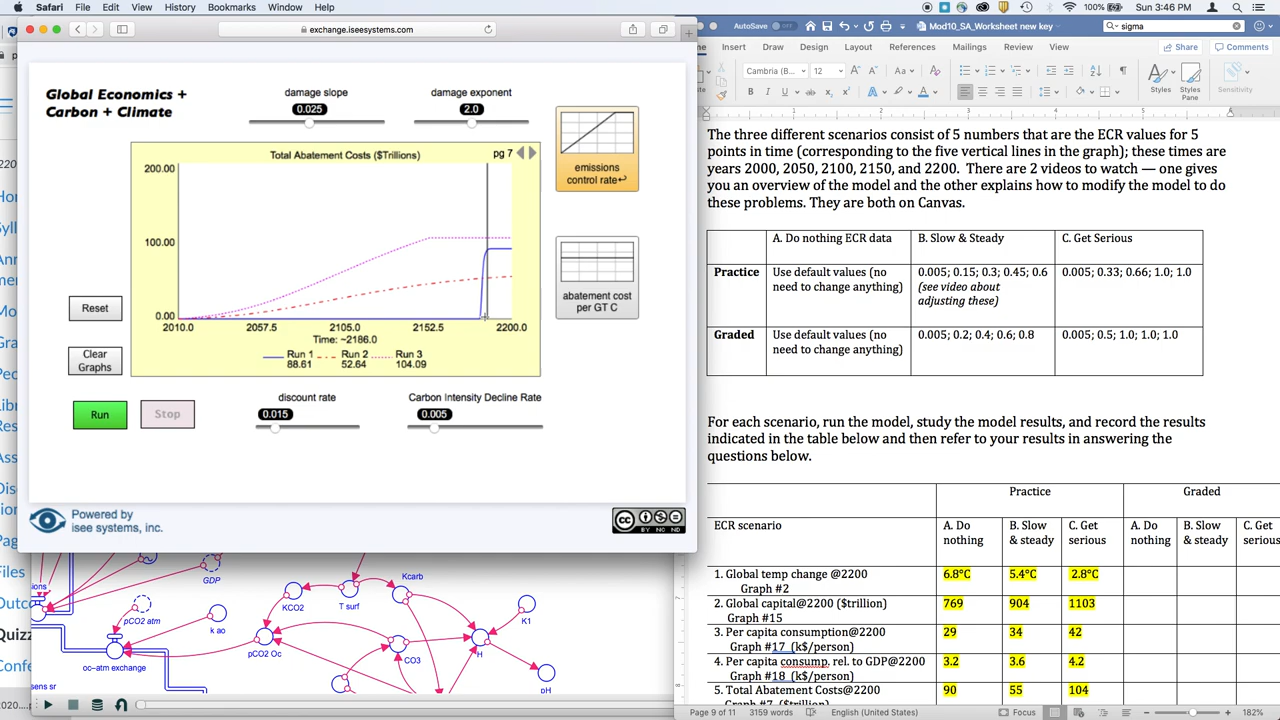 Safari File Edit View History Bookmarks Window Help
100% Sun 3:46 PM
exchange.iseesystems.com
Global Economics +
Carbon + Climate
damage slope
0.025
damage exponent
2.0
Total Abatement Costs ($Trillions)
pg 7
200.00
100.00
0.00
2010.0 2057.5 2105.0 2152.5 2200.0
Time: ~2186.0
Run 1 Run 2 Run 3
88.61 52.64 104.09
emissions
control rate
abatement cost
per GT C
Reset
Clear
Graphs
Run
Stop
discount rate
0.015
Carbon Intensity Decline Rate
0.005
Powered by
isee systems, inc.
BY NC ND
GDP
pCO2 atm
k ao
oc-atm exchange
KCO2
T surf
Kcarb
pCO2 Oc
CO3
H
K1
pH
sens sr
2020....
Files
Quizz
AutoSave OFF
Mod10_SA_Worksheet new key
sigma
Insert Draw Design Layout References Mailings Review View
Share
Comments
Cambria (B... 12
Styles
Styles
Pane
Sensitivity
The three different scenarios consist of 5 numbers that are the ECR values for 5
points in time (corresponding to the five vertical lines in the graph); these times are
years 2000, 2050, 2100, 2150, and 2200. There are 2 videos to watch — one gives
you an overview of the model and the other explains how to modify the model to do
these problems. They are both on Canvas.
A. Do nothing ECR data B. Slow & Steady C. Get Serious
Practice Use default values (no
need to change anything) 0.005; 0.15; 0.3; 0.45; 0.6
(see video about
adjusting these) 0.005; 0.33; 0.66; 1.0; 1.0
Graded Use default values (no
need to change anything) 0.005; 0.2; 0.4; 0.6; 0.8 0.005; 0.5; 1.0; 1.0; 1.0
For each scenario, run the model, study the model results, and record the results
indicated in the table below and then refer to your results in answering the
questions below.
Practice Graded
ECR scenario A. Do
nothing B. Slow
& steady C. Get
serious A. Do
nothing B. Slow
& steady C. Get
serious
1. Global temp change @2200
Graph #2 6.8°C 5.4°C 2.8°C
2. Global capital@2200 ($trillion)
Graph #15 769 904 1103
3. Per capita consumption@2200
Graph #17 (k$/person) 29 34 42
4. Per capita consump. rel. to GDP@2200
Graph #18 (k$/person) 3.2 3.6 4.2
5. Total Abatement Costs@2200
Graph #7 ($trillion) 90 55 104
Page 9 of 11 3159 words English (United States) Focus 182%